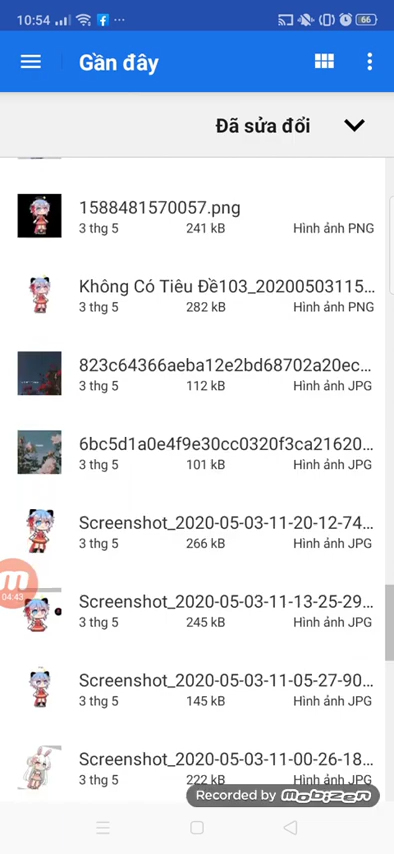 10:54
66
Gần đây
Đã sửa đổi
1588481570057.png
3 thg 5 241 kB Hình ảnh PNG
Không Có Tiêu Đề103_20200503115...
3 thg 5 282 kB Hình ảnh PNG
823c64366aeba12e2bd68702a20ec...
3 thg 5 112 kB Hình ảnh JPG
6bc5d1a0e4f9e30cc0320f3ca21620...
3 thg 5 101 kB Hình ảnh JPG
Screenshot_2020-05-03-11-20-12-74...
3 thg 5 266 kB Hình ảnh JPG
04:43
Screenshot_2020-05-03-11-13-25-29...
3 thg 5 245 kB Hình ảnh JPG
Screenshot_2020-05-03-11-05-27-90...
3 thg 5 145 kB Hình ảnh JPG
Screenshot_2020-05-03-11-00-26-18...
3 thg 5 222 kB Hình ảnh JPG
Recorded by mobizen